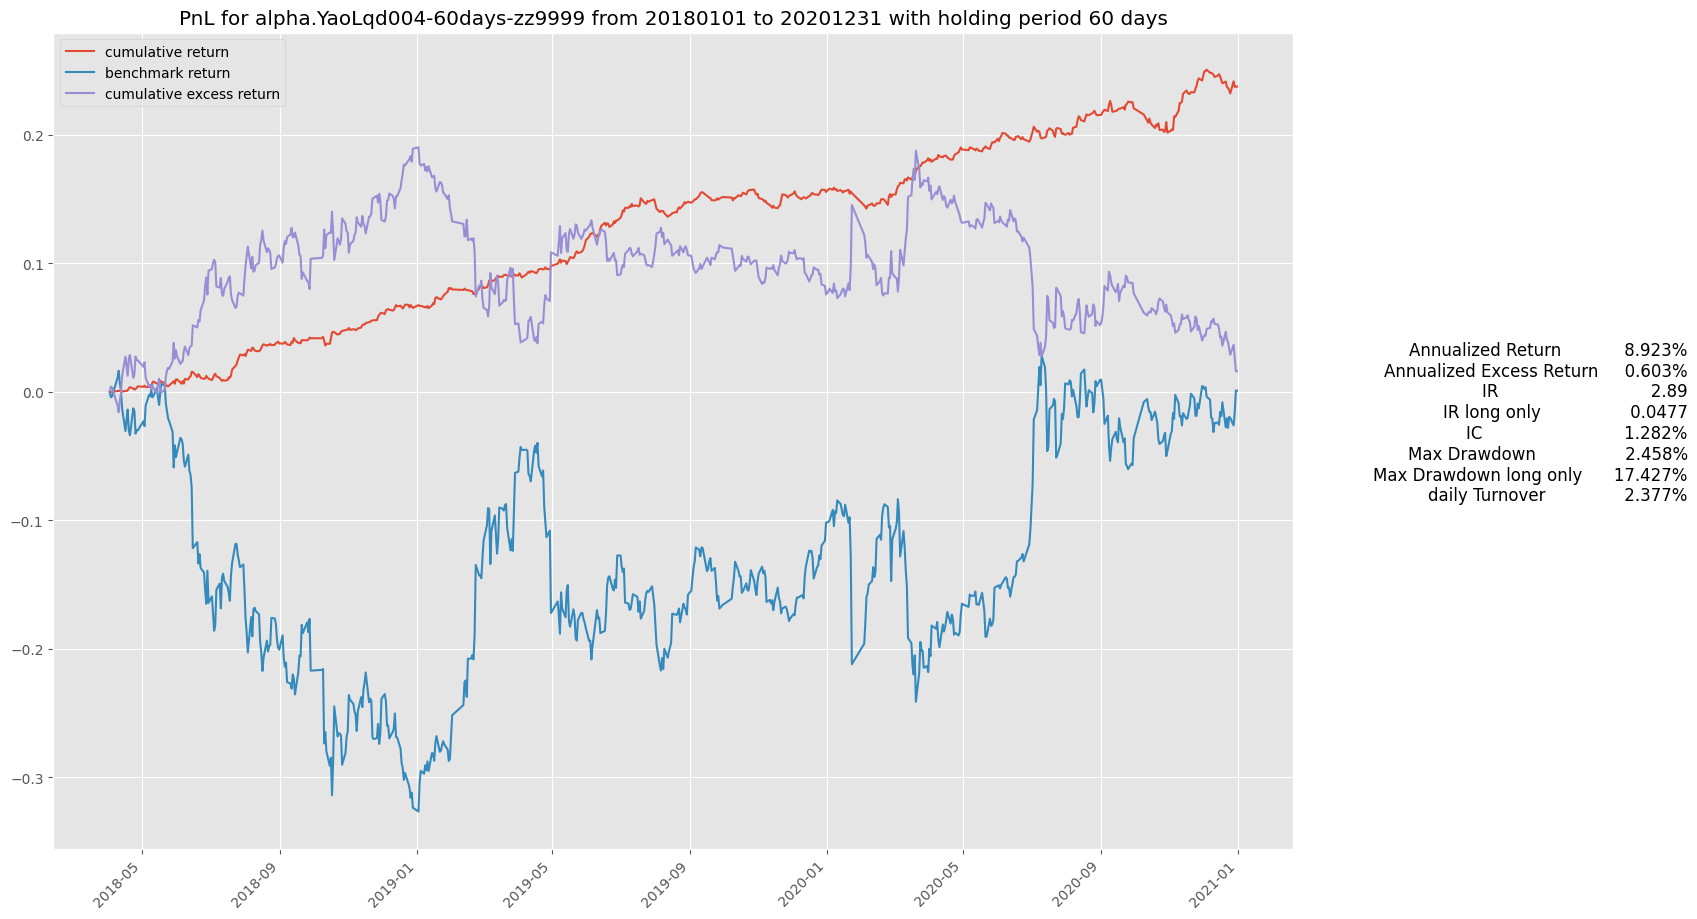 PnL for alpha.YaoLqd004-60days-zz9999 from 20180101 to 20201231 with holding period 60 days
cumulative return
benchmark return
cumulative excess return
0.2
0.1
0.0
−0.1
−0.2
−0.3
2018-05
2018-09
2019-01
2019-05
2019-09
2020-01
2020-05
2020-09
2021-01
Annualized Return 8.923%
Annualized Excess Return 0.603%
IR 2.89
IR long only 0.0477
IC 1.282%
Max Drawdown 2.458%
Max Drawdown long only 17.427%
daily Turnover 2.377%